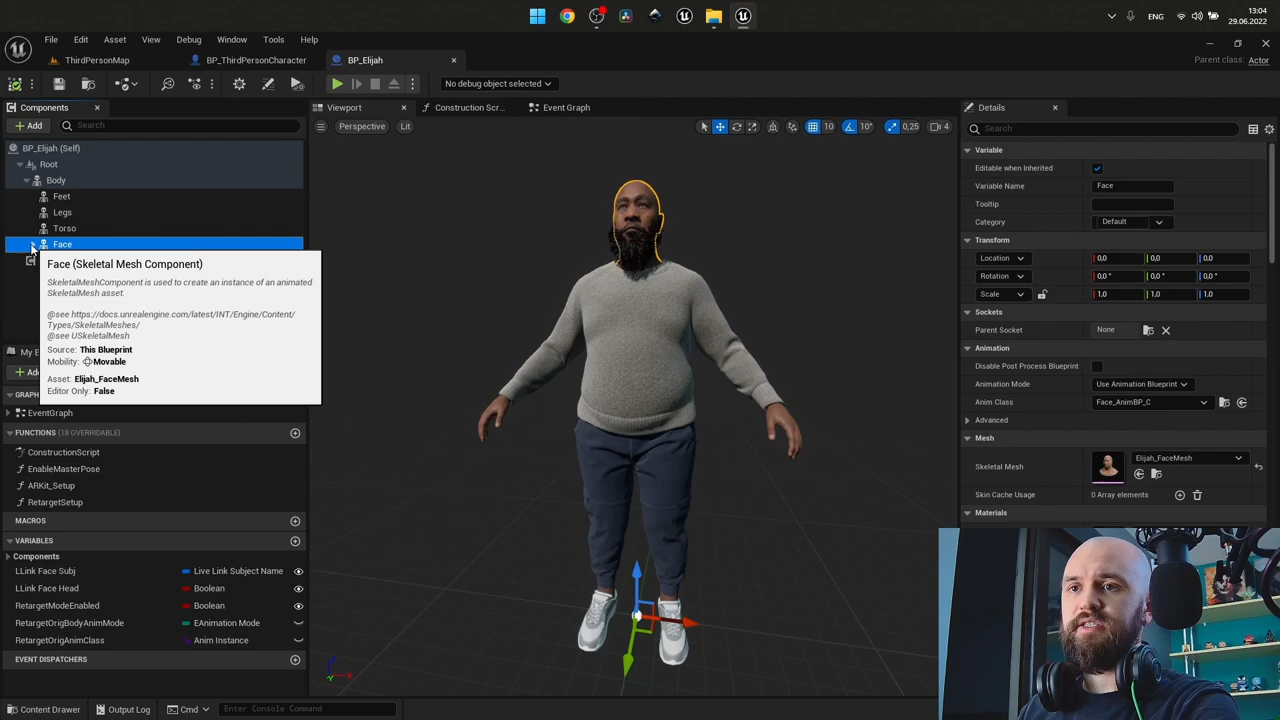 13:04
ENG
29.06.2022
File Edit Asset View Debug Window Tools Help
ThirdPersonMap
BP_ThirdPersonCharacter
BP_Elijah
Parent class: Actor
No debug object selected
Components
Viewport
Construction Scr...
Event Graph
Details
Add
Search
Perspective
Lit
10
10°
0,25
4
Search
BP_Elijah (Self)
Root
Body
Feet
Legs
Torso
Face
Face (Skeletal Mesh Component)
SkeletalMeshComponent is used to create an instance of an animated
SkeletalMesh asset.
@see https://docs.unrealengine.com/latest/INT/Engine/Content/
Types/SkeletalMeshes/
@see USkeletalMesh
Source: This Blueprint
Mobility: Movable
Asset: Elijah_FaceMesh
Editor Only: False
My
Add
GRAPH
EventGraph
FUNCTIONS (18 OVERRIDABLE)
ConstructionScript
EnableMasterPose
ARKit_Setup
RetargetSetup
MACROS
VARIABLES
Components
LLink Face Subj Live Link Subject Name
LLink Face Head Boolean
RetargetModeEnabled Boolean
RetargetOrigBodyAnimMode EAnimation Mode
RetargetOrigAnimClass Anim Instance
EVENT DISPATCHERS
Variable
Editable when Inherited
Variable Name Face
Tooltip
Category Default
Transform
Location 0,0 0,0 0,0
Rotation 0,0 ° 0,0 ° 0,0 °
Scale 1,0 1,0 1,0
Sockets
Parent Socket None
Animation
Disable Post Process Blueprint
Animation Mode Use Animation Blueprint
Anim Class Face_AnimBP_C
Advanced
Mesh
Skeletal Mesh Elijah_FaceMesh
Skin Cache Usage 0 Array elements
Materials
Content Drawer
Output Log
Cmd
Enter Console Command